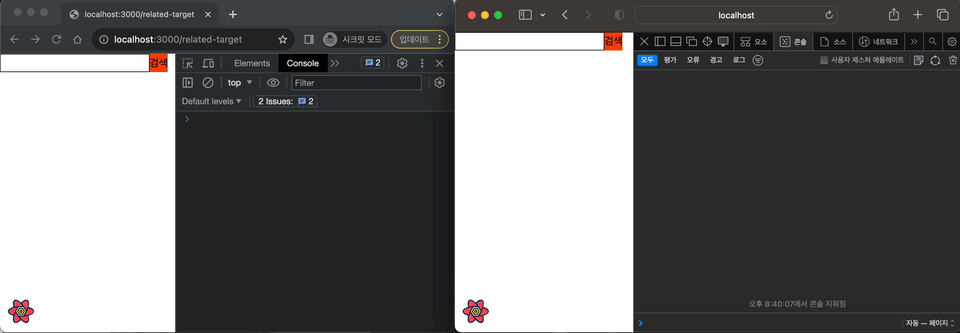 localhost:3000/related-target
localhost:3000/related-target
시크릿 모드
업데이트
검색
Elements
Console
2
top
Filter
Default levels
2 Issues:
2
localhost
검색
요소
콘솔
소스
네트워크
모두
평가
오류
경고
로그
사용자 제스처 에뮬레이트
오후 8:40:07에서 콘솔 지워짐
자동 — 페이지